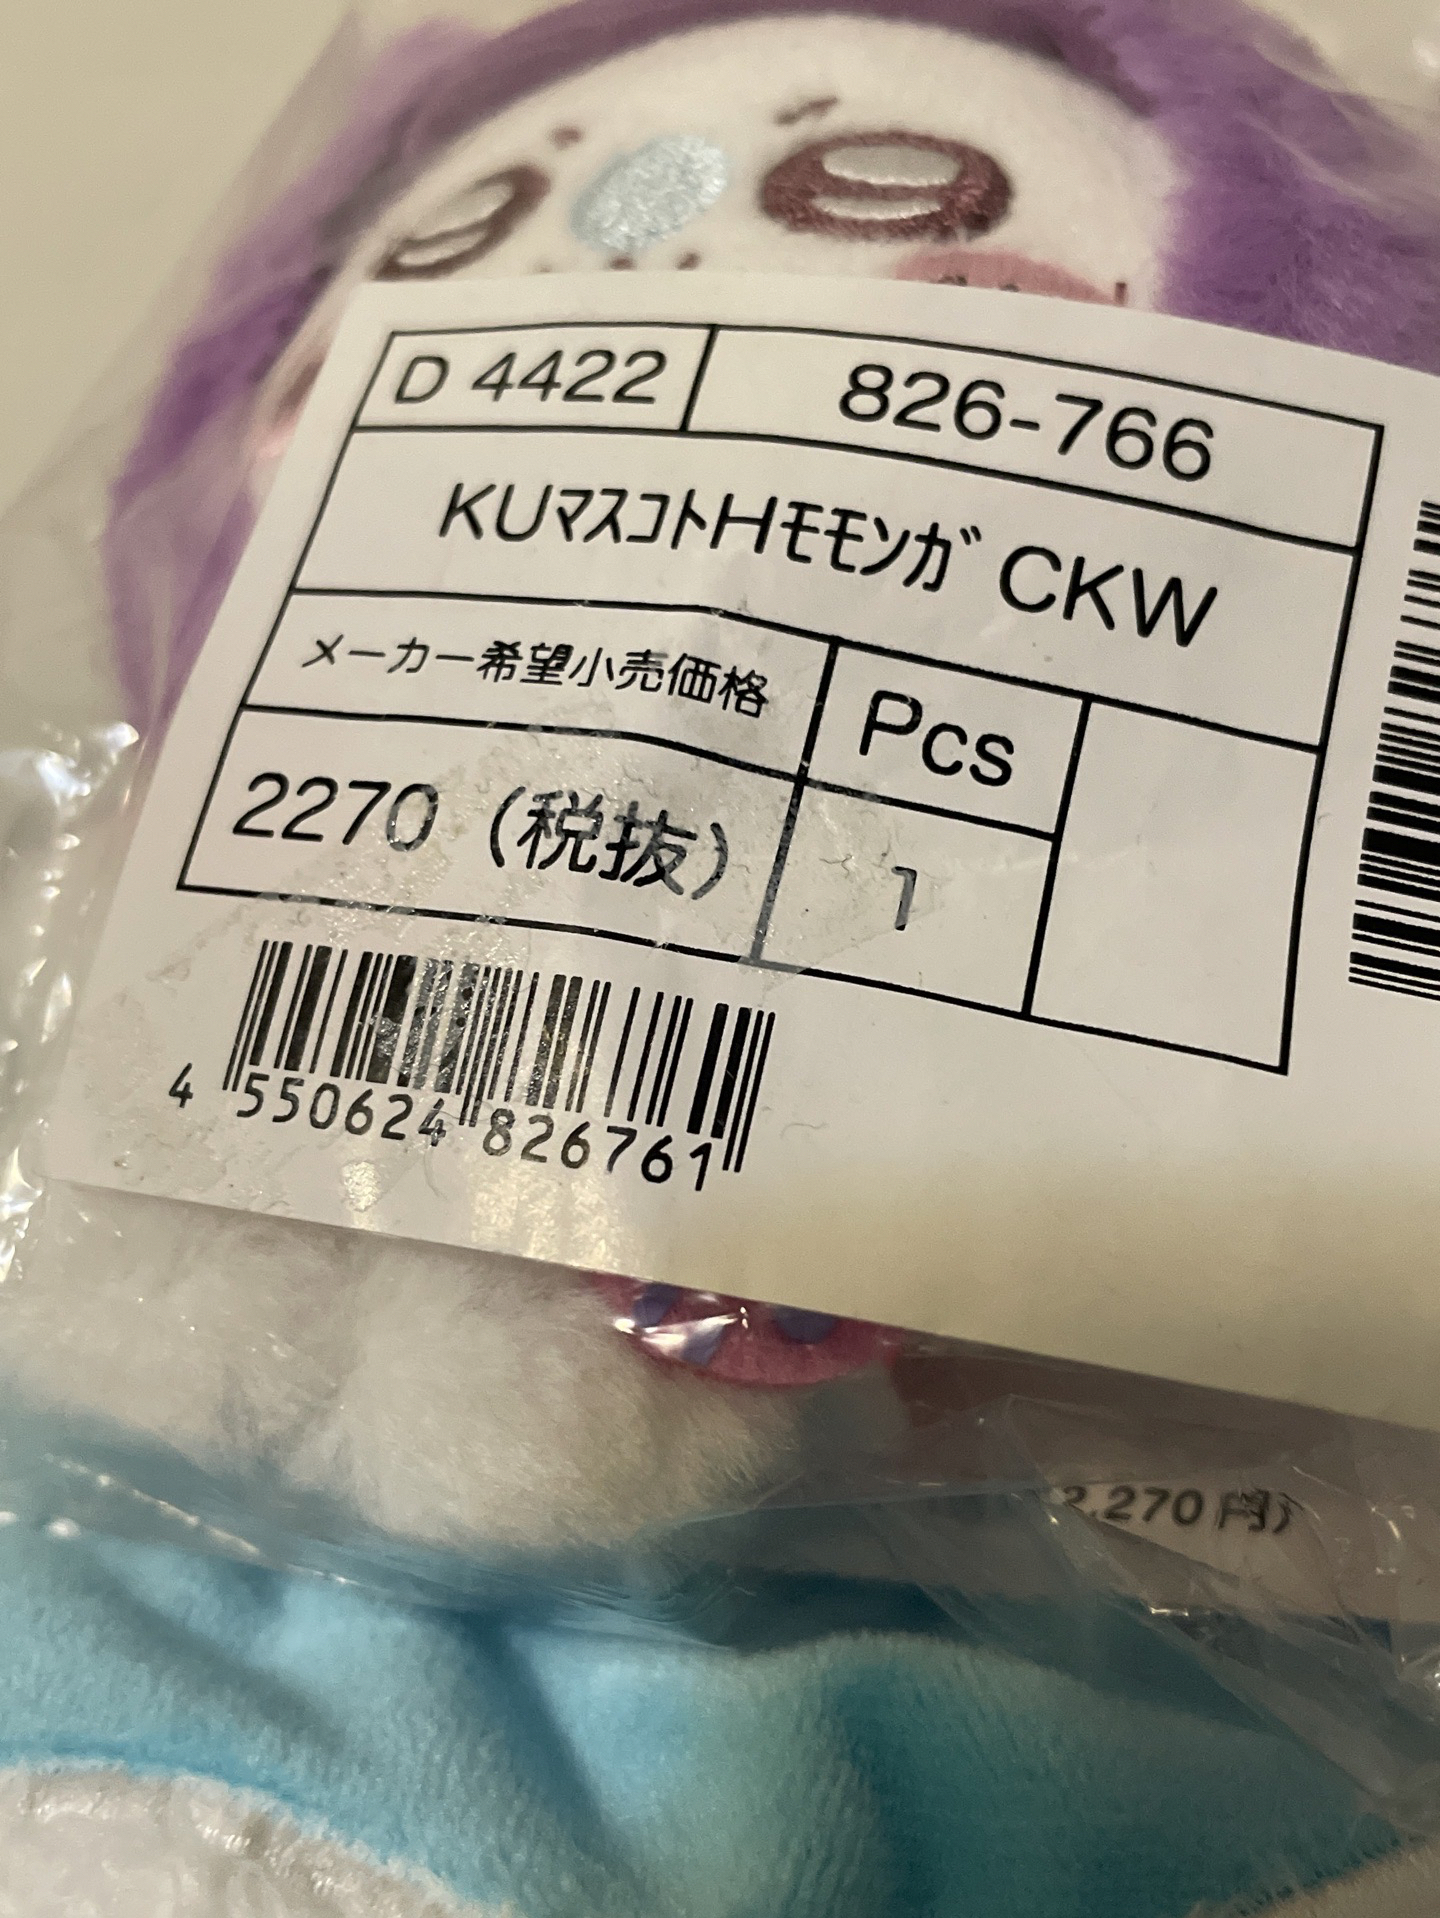 D 4422
826-766
KUﾏｽｺﾄHﾓﾓﾝｶﾞ CKW
メーカー希望小売価格
Pcs
2270（税抜）
1
4 550624 826761
2,270円）